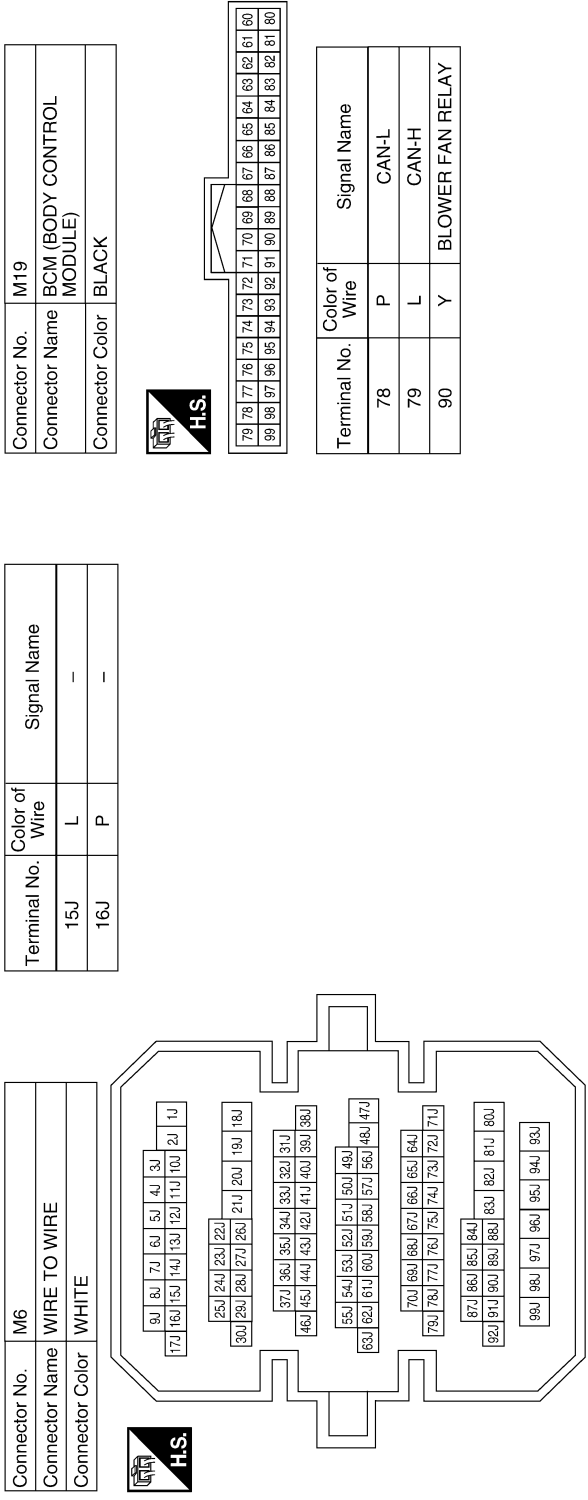 Connector No. M6
Connector Name WIRE TO WIRE
Connector Color WHITE
H.S.
9J 8J 7J 6J 5J 4J 3J
17J 16J 15J 14J 13J 12J 11J 10J 2J 1J
25J 24J 23J 22J
30J 29J 28J 27J 26J 21J 20J 19J 18J
37J 36J 35J 34J 33J 32J 31J
46J 45J 44J 43J 42J 41J 40J 39J 38J
55J 54J 53J 52J 51J 50J 49J
63J 62J 61J 60J 59J 58J 57J 56J 48J 47J
70J 69J 68J 67J 66J 65J 64J
79J 78J 77J 76J 75J 74J 73J 72J 71J
87J 86J 85J 84J
92J 91J 90J 89J 88J 83J 82J 81J 80J
99J 98J 97J 96J 95J 94J 93J
Terminal No. Color of Wire Signal Name
15J L –
16J P –
Connector No. M19
Connector Name BCM (BODY CONTROL
MODULE)
Connector Color BLACK
H.S.
79 78 77 76 75 74 73 72 71 70 69 68 67 66 65 64 63 62 61 60
99 98 97 96 95 94 93 92 91 90 89 88 87 86 85 84 83 82 81 80
Terminal No. Color of Wire Signal Name
78 P CAN-L
79 L CAN-H
90 Y BLOWER FAN RELAY